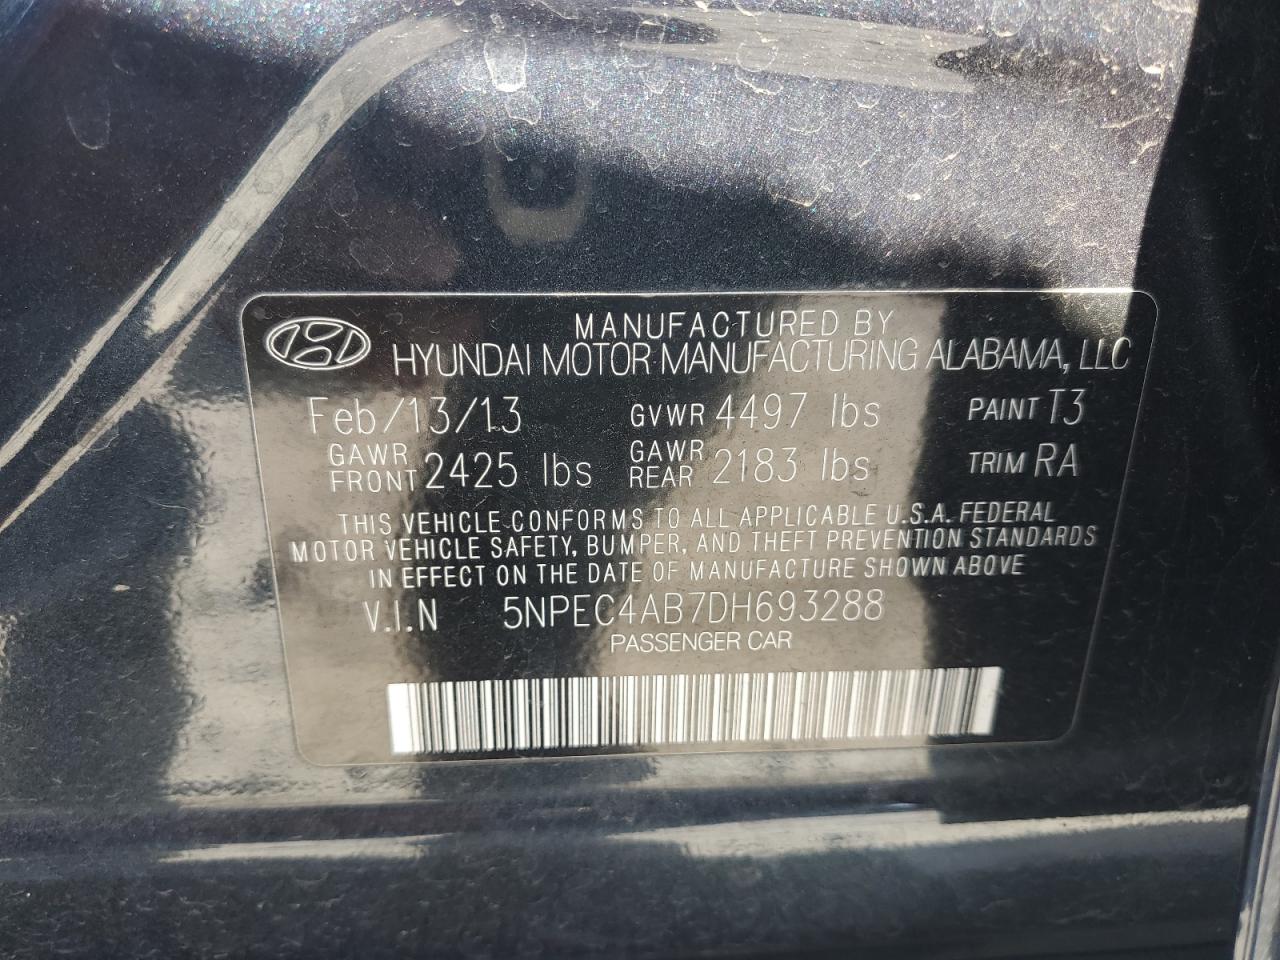 MANUFACTURED BY
HYUNDAI MOTOR MANUFACTURING ALABAMA, LLC
Feb/13/13 GVWR 4497 lbs PAINT T3
GAWR FRONT 2425 lbs GAWR REAR 2183 lbs TRIM RA
THIS VEHICLE CONFORMS TO ALL APPLICABLE U.S.A. FEDERAL
MOTOR VEHICLE SAFETY, BUMPER, AND THEFT PREVENTION STANDARDS
IN EFFECT ON THE DATE OF MANUFACTURE SHOWN ABOVE
V.I.N 5NPEC4AB7DH693288
PASSENGER CAR